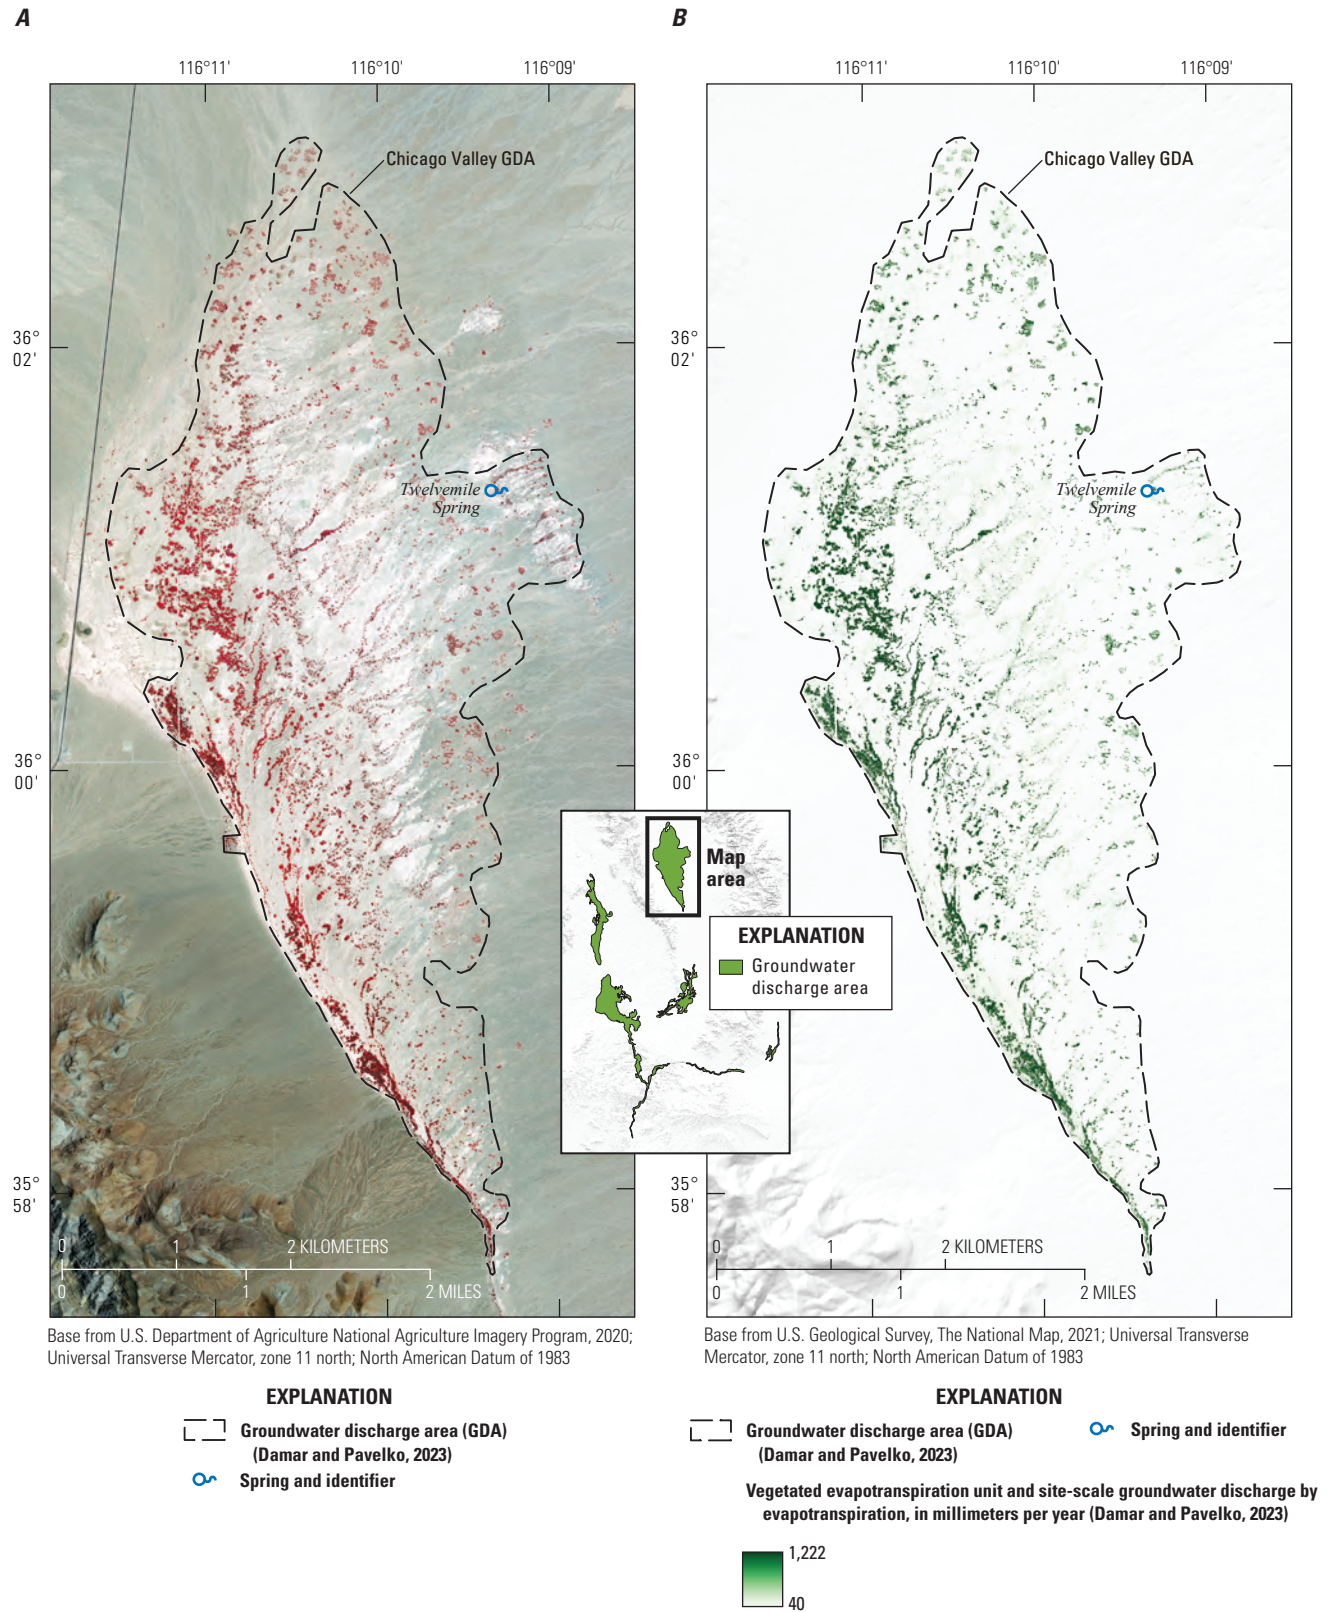 A
116°11'
116°10'
116°09'
Chicago Valley GDA
36°
02'
Twelvemile
Spring
36°
00'
35°
58'
0 1 2 KILOMETERS
0 1 2 MILES
Base from U.S. Department of Agriculture National Agriculture Imagery Program, 2020;
Universal Transverse Mercator, zone 11 north; North American Datum of 1983
EXPLANATION
Groundwater discharge area (GDA)
(Damar and Pavelko, 2023)
Spring and identifier
Map
area
EXPLANATION
Groundwater
discharge area
B
116°11'
116°10'
116°09'
Chicago Valley GDA
36°
02'
Twelvemile
Spring
36°
00'
35°
58'
0 1 2 KILOMETERS
0 1 2 MILES
Base from U.S. Geological Survey, The National Map, 2021; Universal Transverse
Mercator, zone 11 north; North American Datum of 1983
EXPLANATION
Groundwater discharge area (GDA)
(Damar and Pavelko, 2023)
Spring and identifier
Vegetated evapotranspiration unit and site-scale groundwater discharge by
evapotranspiration, in millimeters per year (Damar and Pavelko, 2023)
1,222
40